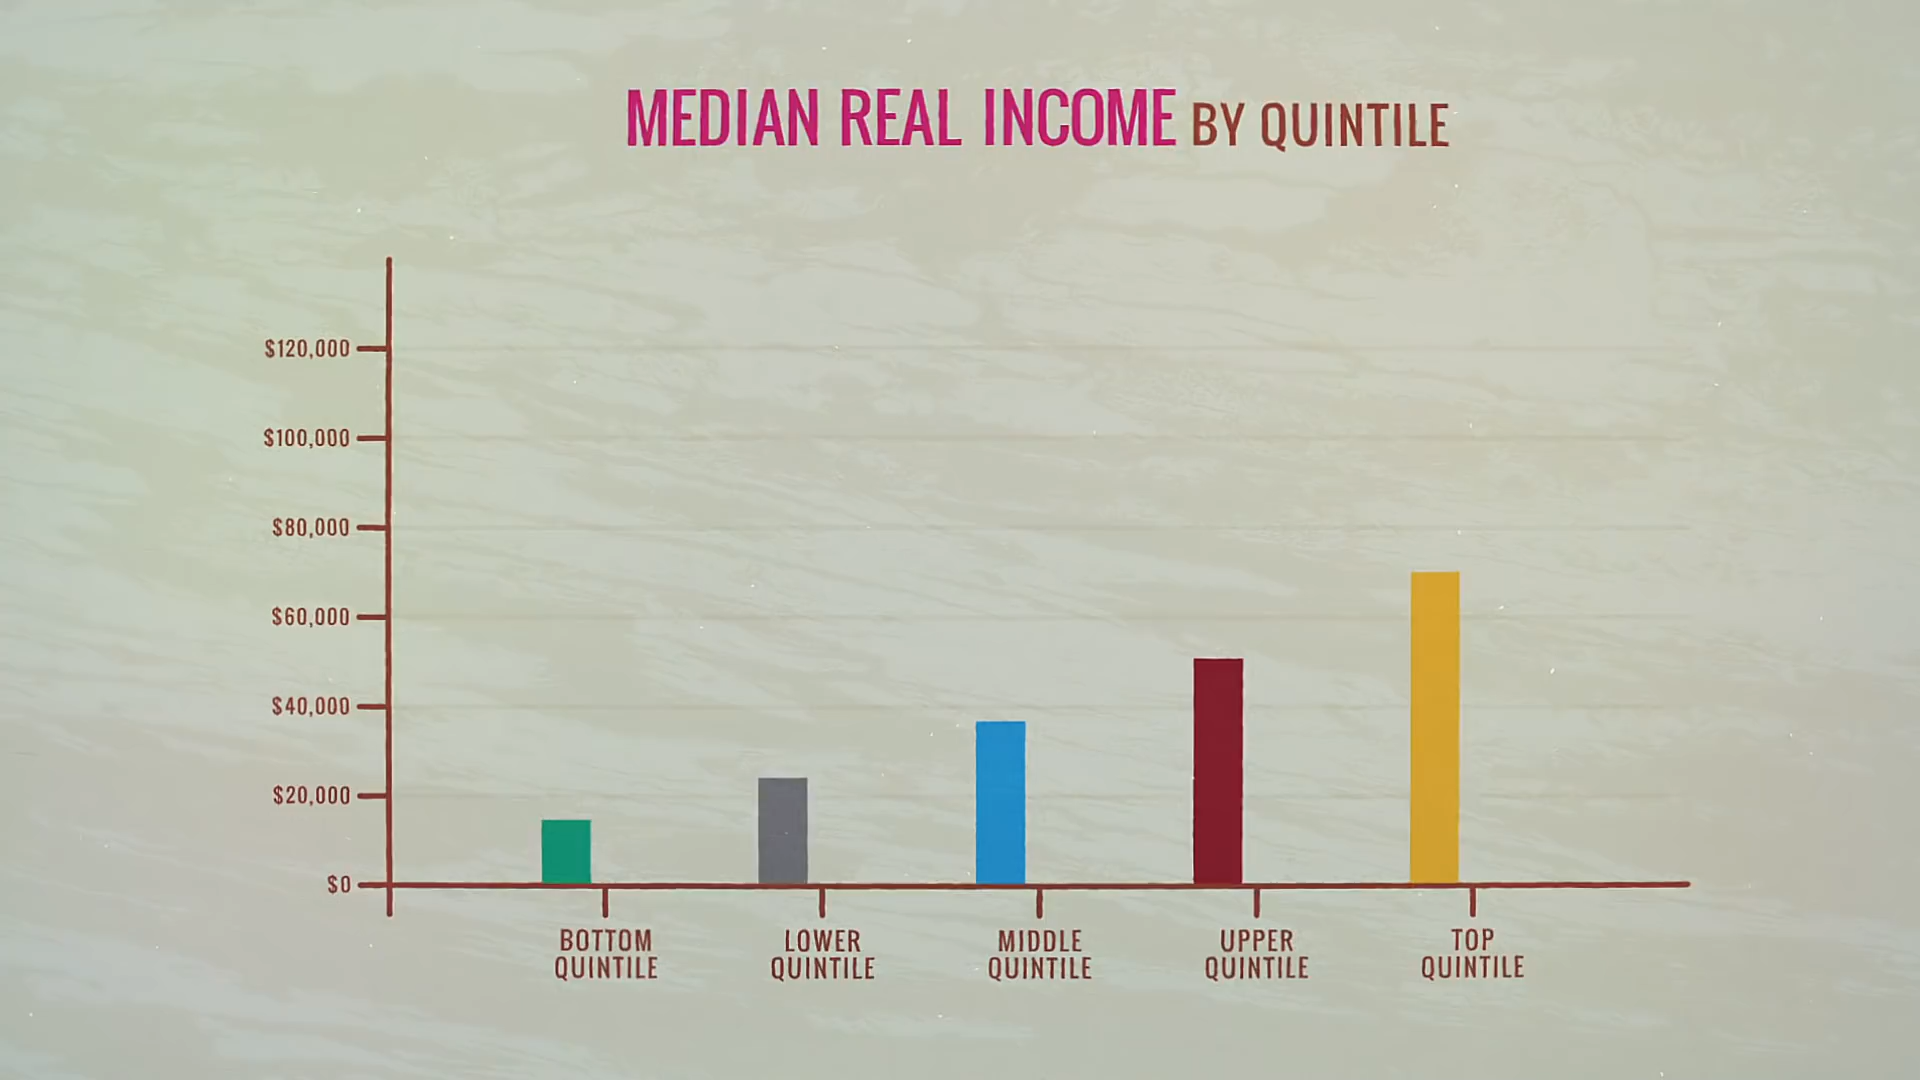 MEDIAN REAL INCOME BY QUINTILE
$120,000
$100,000
$80,000
$60,000
$40,000
$20,000
$0
BOTTOM
QUINTILE
LOWER
QUINTILE
MIDDLE
QUINTILE
UPPER
QUINTILE
TOP
QUINTILE